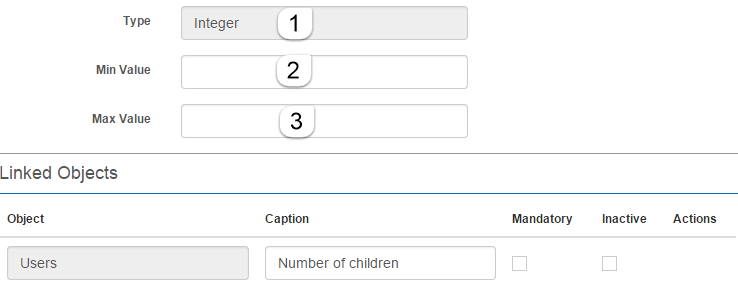 Type Integer 1
Min Value 2
Max Value 3
Linked Objects
Object Caption Mandatory Inactive Actions
Users Number of children